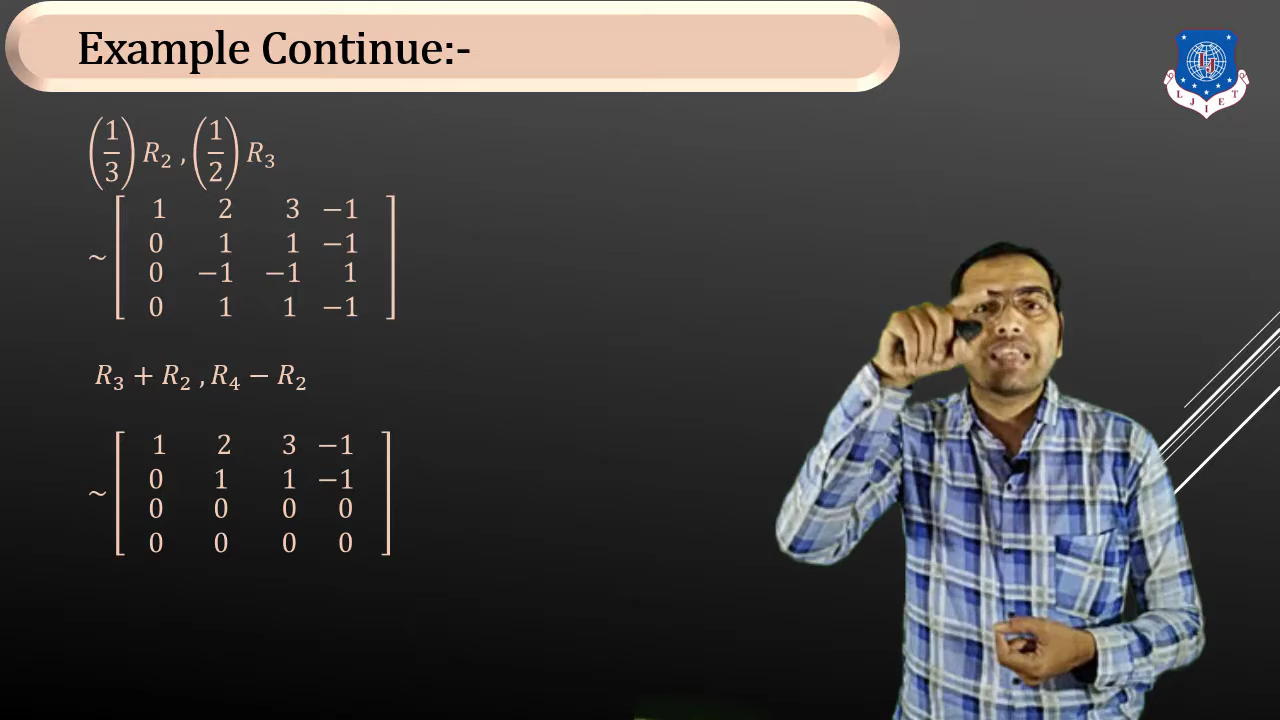 Example Continue:-
(1/3) R₂ , (1/2) R₃
~ [ 1 2 3 −1
0 1 1 −1
0 −1 −1 1
0 1 1 −1 ]
R₃ + R₂ , R₄ − R₂
~ [ 1 2 3 −1
0 1 1 −1
0 0 0 0
0 0 0 0 ]
LJ
LJIET